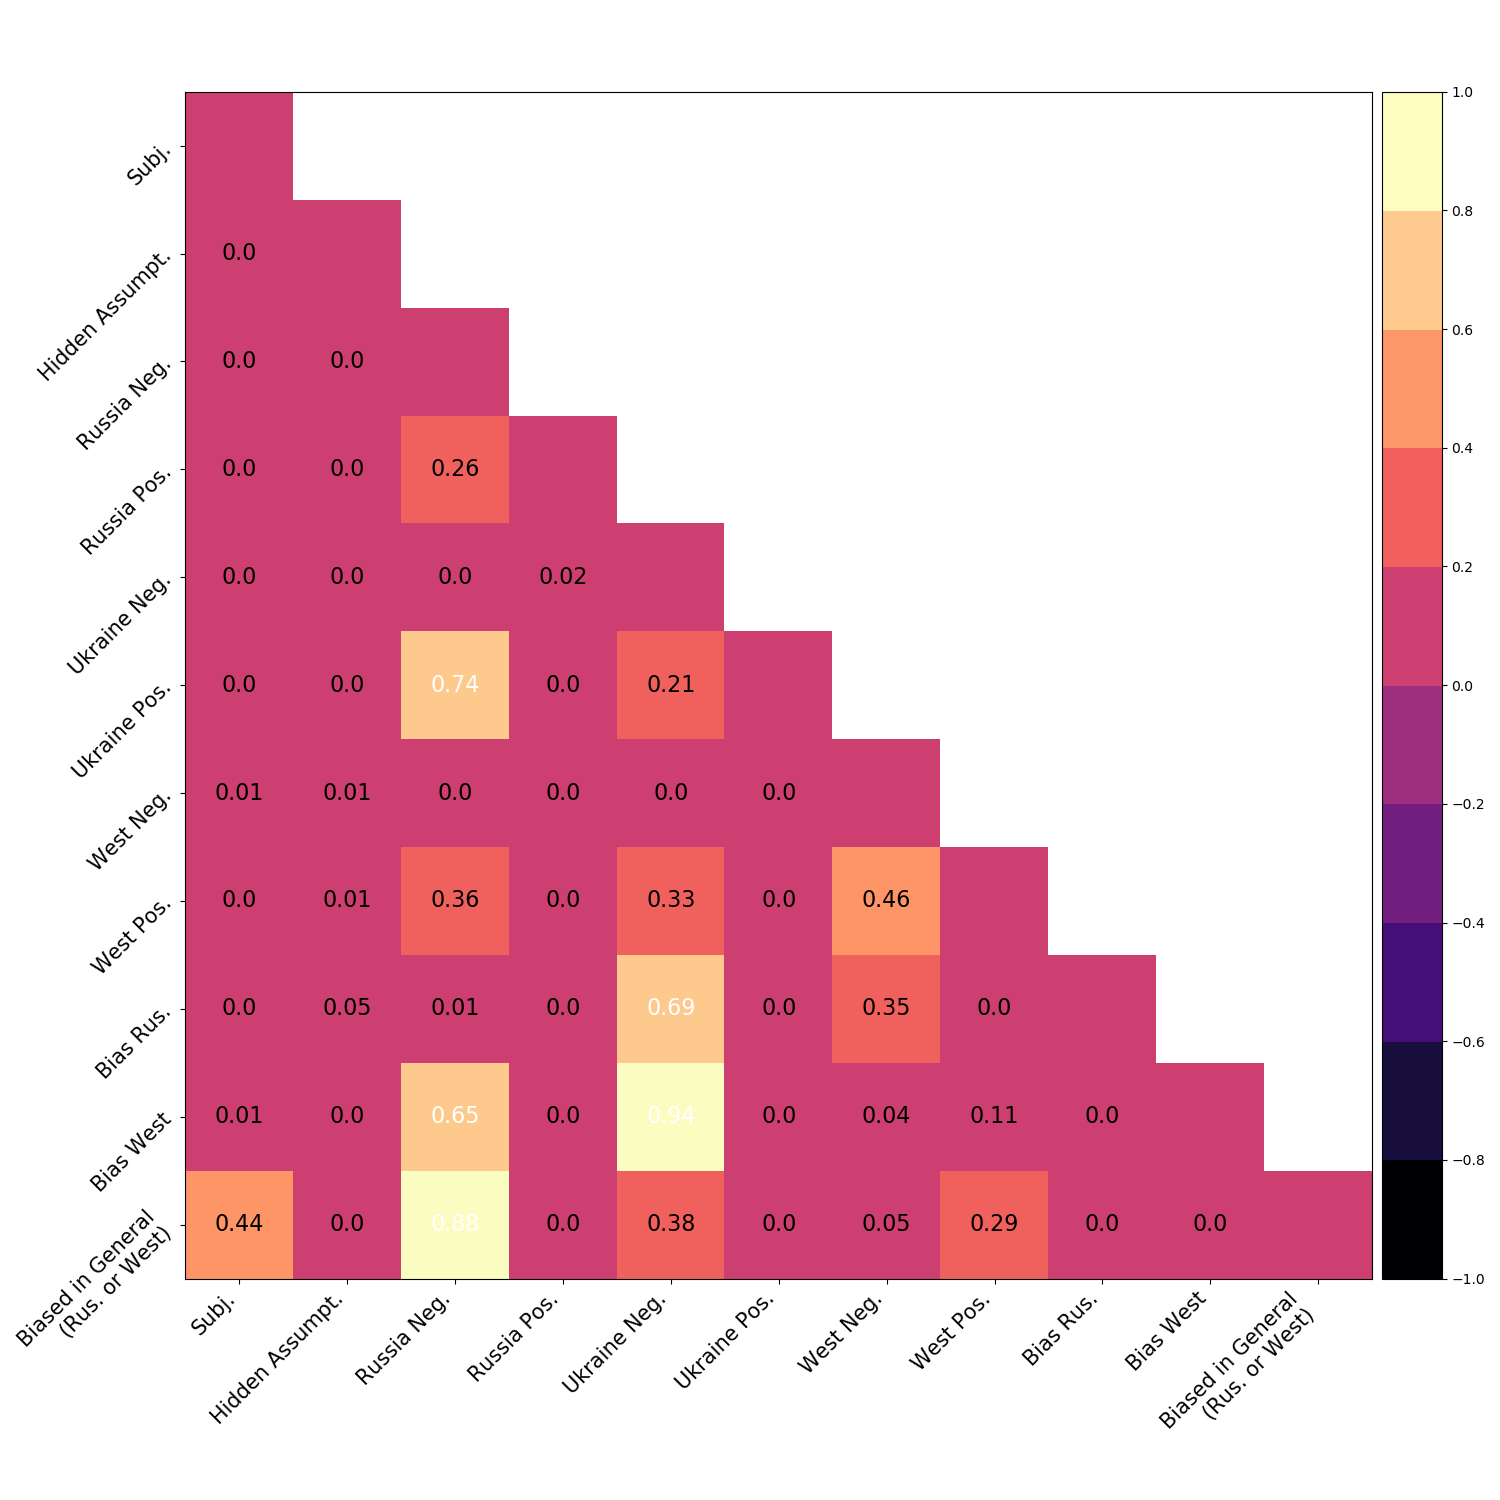 Subj.
Hidden Assumpt.
0.0
Russia Neg.
0.0 0.0
Russia Pos.
0.0 0.0 0.26
Ukraine Neg.
0.0 0.0 0.0 0.02
Ukraine Pos.
0.0 0.0 0.74 0.0 0.21
West Neg.
0.01 0.01 0.0 0.0 0.0 0.0
West Pos.
0.0 0.01 0.36 0.0 0.33 0.0 0.46
Bias Rus.
0.0 0.05 0.01 0.0 0.69 0.0 0.35 0.0
Bias West
0.01 0.0 0.65 0.0 0.94 0.0 0.04 0.11 0.0
Biased in General
(Rus. or West)
0.44 0.0 0.88 0.0 0.38 0.0 0.05 0.29 0.0 0.0
Subj.
Hidden Assumpt.
Russia Neg.
Russia Pos.
Ukraine Neg.
Ukraine Pos.
West Neg.
West Pos.
Bias Rus.
Bias West
Biased in General
(Rus. or West)
1.0
0.8
0.6
0.4
0.2
0.0
−0.2
−0.4
−0.6
−0.8
−1.0